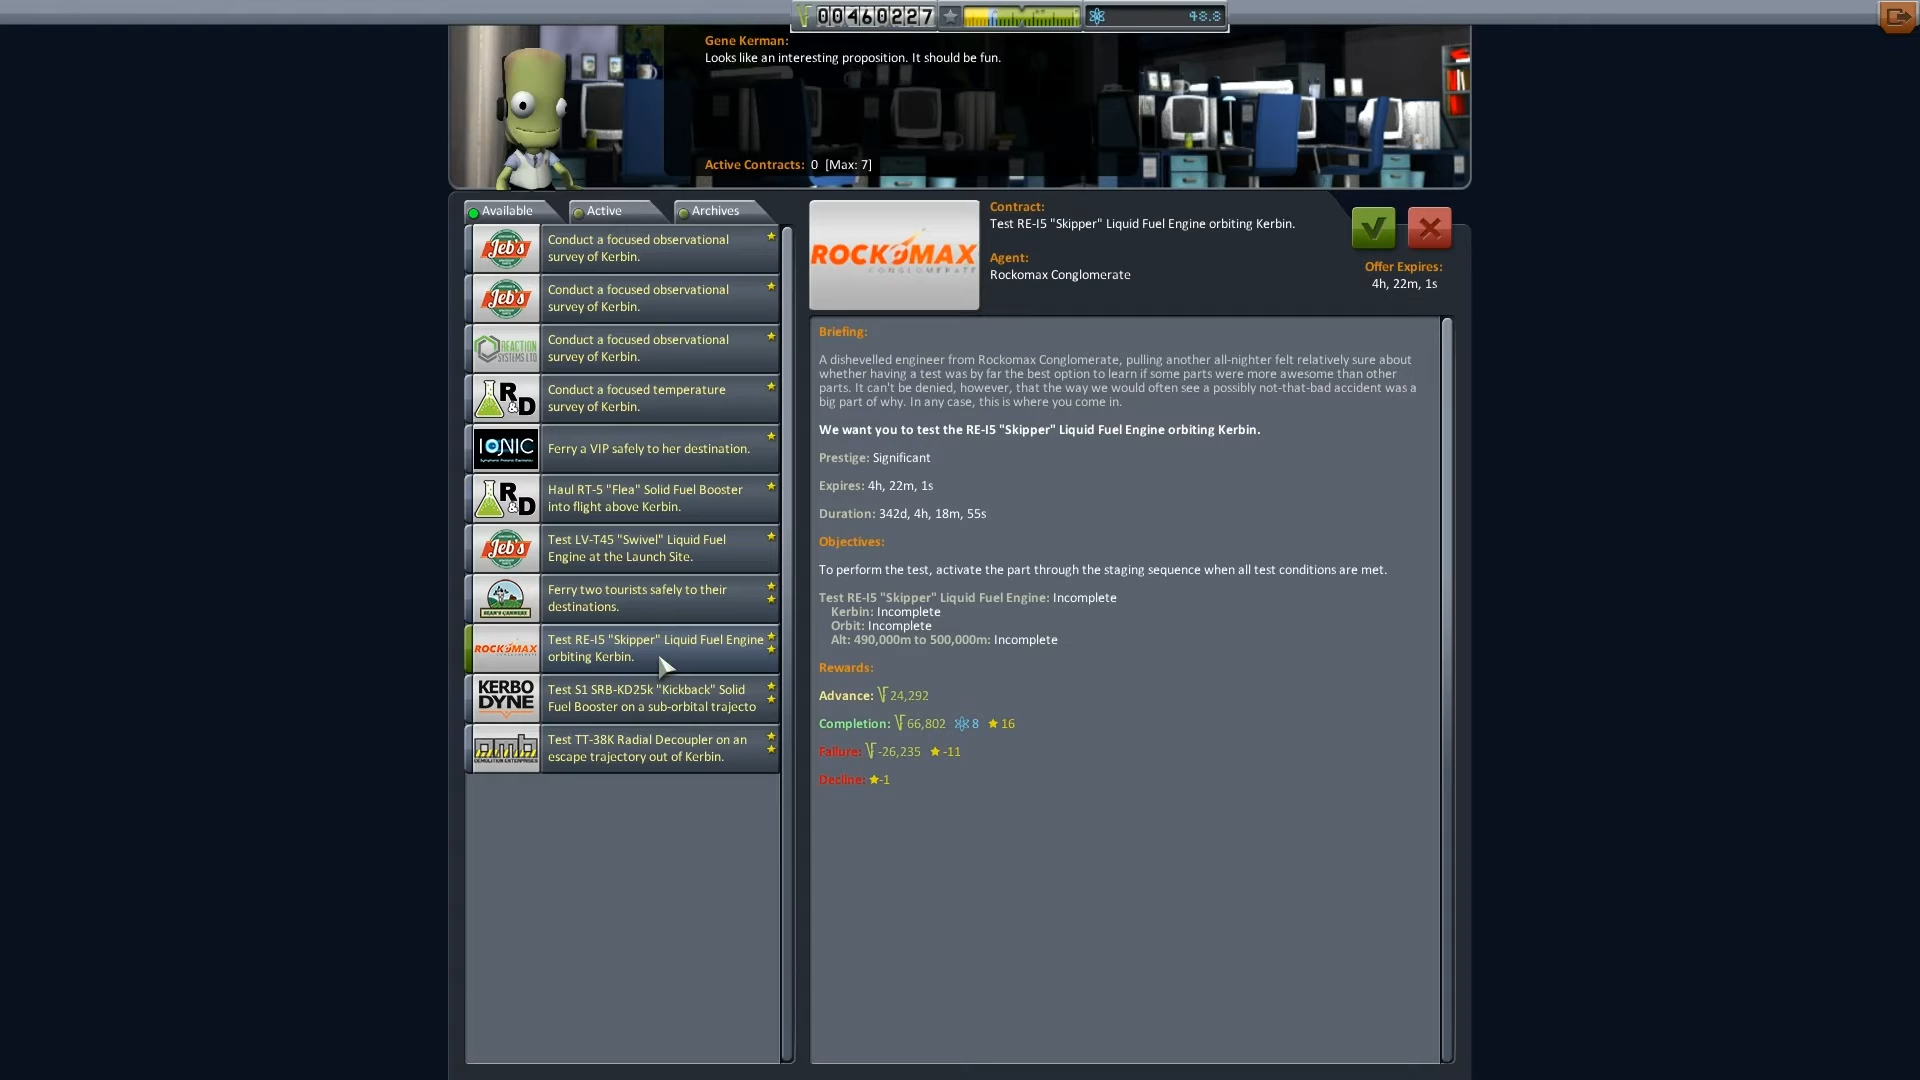 00460227
48.8
Gene Kerman:
Looks like an interesting proposition. It should be fun.
Active Contracts: 0 [Max: 7]
Available
Active
Archives
Jeb's
Conduct a focused observational
survey of Kerbin.
Jeb's
Conduct a focused observational
survey of Kerbin.
REACTION
SYSTEMS LTD
Conduct a focused observational
survey of Kerbin.
R&D
Conduct a focused temperature
survey of Kerbin.
IONIC
Ferry a VIP safely to her destination.
R&D
Haul RT-5 "Flea" Solid Fuel Booster
into flight above Kerbin.
Jeb's
Test LV-T45 "Swivel" Liquid Fuel
Engine at the Launch Site.
Ferry two tourists safely to their
destinations.
ROCKOMAX
Test RE-I5 "Skipper" Liquid Fuel Engine
orbiting Kerbin.
KERBO
DYNE
Test S1 SRB-KD25k "Kickback" Solid
Fuel Booster on a sub-orbital trajecto
Test TT-38K Radial Decoupler on an
escape trajectory out of Kerbin.
ROCKOMAX
CONGLOMERATE
Contract:
Test RE-I5 "Skipper" Liquid Fuel Engine orbiting Kerbin.
Agent:
Rockomax Conglomerate
Offer Expires:
4h, 22m, 1s
Briefing:
A dishevelled engineer from Rockomax Conglomerate, pulling another all-nighter felt relatively sure about
whether having a test was by far the best option to learn if some parts were more awesome than other
parts. It can't be denied, however, that the way we would often see a possibly not-that-bad accident was a
big part of why. In any case, this is where you come in.
We want you to test the RE-I5 "Skipper" Liquid Fuel Engine orbiting Kerbin.
Prestige: Significant
Expires: 4h, 22m, 1s
Duration: 342d, 4h, 18m, 55s
Objectives:
To perform the test, activate the part through the staging sequence when all test conditions are met.
Test RE-I5 "Skipper" Liquid Fuel Engine: Incomplete
Kerbin: Incomplete
Orbit: Incomplete
Alt: 490,000m to 500,000m: Incomplete
Rewards:
Advance: 24,292
Completion: 66,802 8 16
Failure: -26,235 -11
Decline: -1